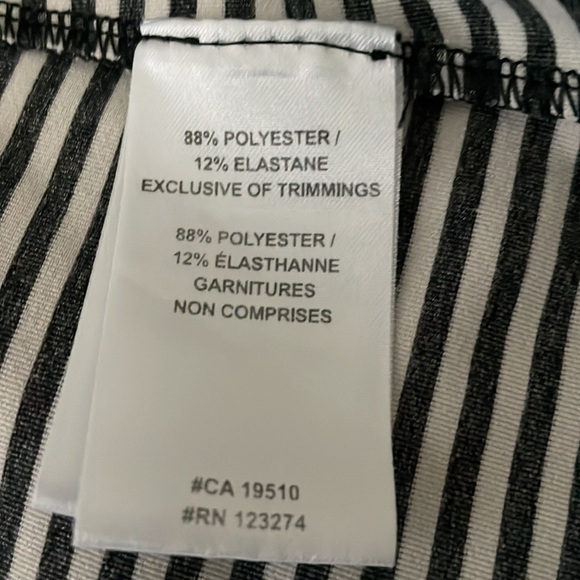 88% POLYESTER /
12% ELASTANE
EXCLUSIVE OF TRIMMINGS
88% POLYESTER /
12% ÉLASTHANNE
GARNITURES
NON COMPRISES
#CA 19510
#RN 123274